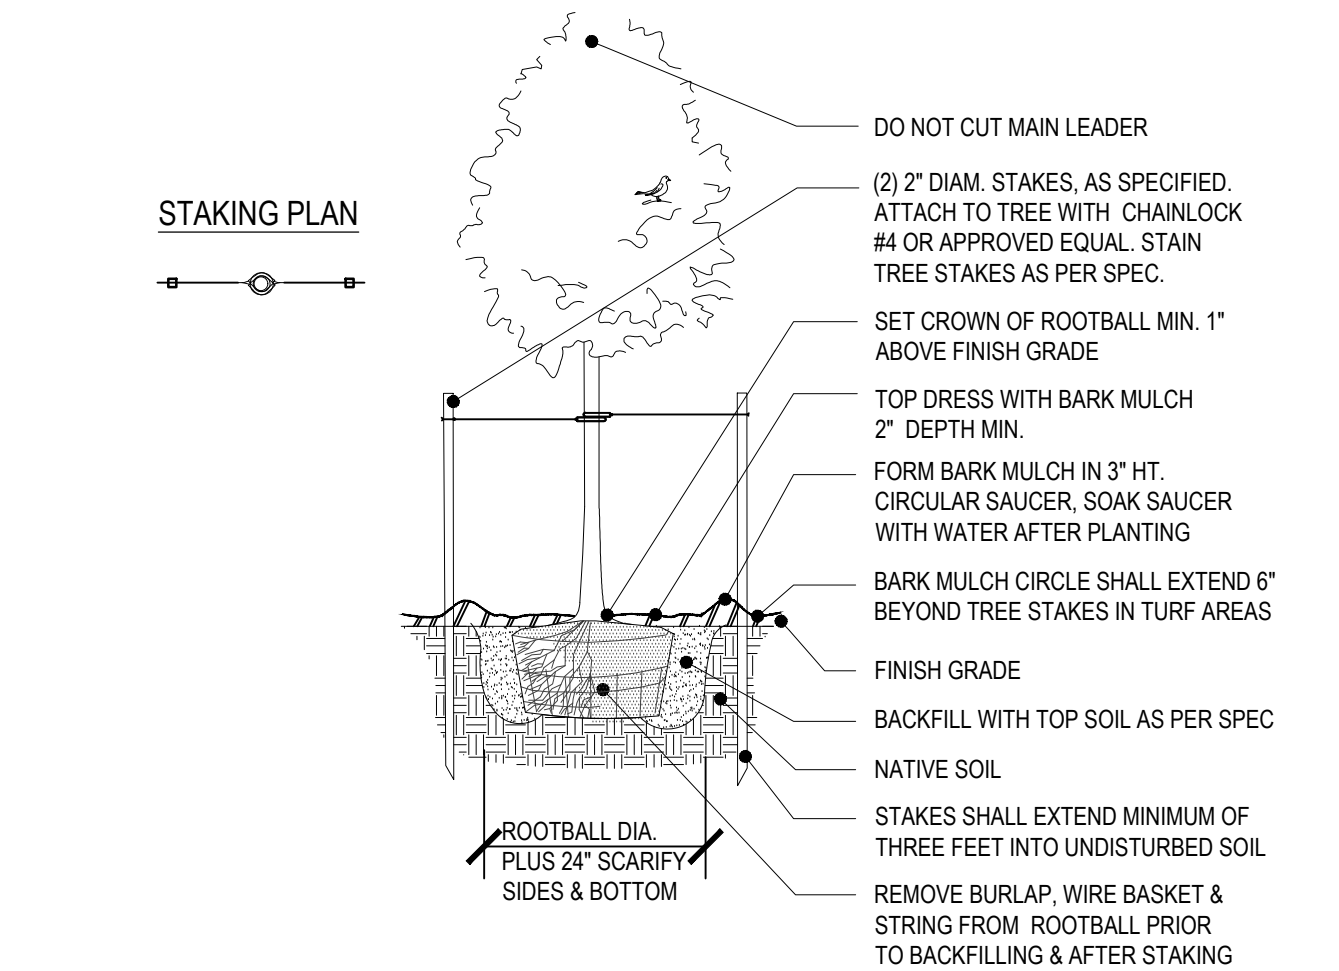 DO NOT CUT MAIN LEADER
(2) 2" DIAM. STAKES, AS SPECIFIED.
ATTACH TO TREE WITH CHAINLOCK
#4 OR APPROVED EQUAL. STAIN
TREE STAKES AS PER SPEC.
STAKING PLAN
SET CROWN OF ROOTBALL MIN. 1"
ABOVE FINISH GRADE
TOP DRESS WITH BARK MULCH
2" DEPTH MIN.
FORM BARK MULCH IN 3" HT.
CIRCULAR SAUCER, SOAK SAUCER
WITH WATER AFTER PLANTING
BARK MULCH CIRCLE SHALL EXTEND 6"
BEYOND TREE STAKES IN TURF AREAS
FINISH GRADE
BACKFILL WITH TOP SOIL AS PER SPEC
NATIVE SOIL
STAKES SHALL EXTEND MINIMUM OF
THREE FEET INTO UNDISTURBED SOIL
ROOTBALL DIA.
PLUS 24" SCARIFY
SIDES & BOTTOM
REMOVE BURLAP, WIRE BASKET &
STRING FROM ROOTBALL PRIOR
TO BACKFILLING & AFTER STAKING